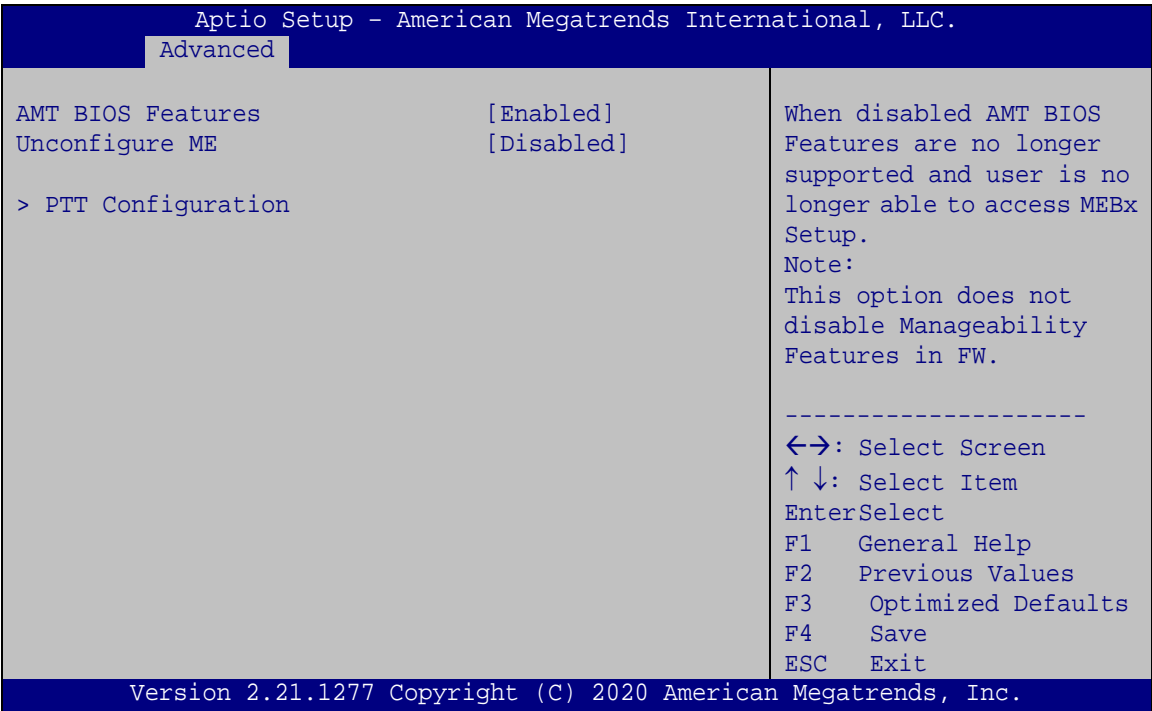 Aptio Setup – American Megatrends International, LLC.
Advanced
AMT BIOS Features [Enabled]
Unconfigure ME [Disabled]
> PTT Configuration
When disabled AMT BIOS
Features are no longer
supported and user is no
longer able to access MEBx
Setup.
Note:
This option does not
disable Manageability
Features in FW.
---------------------
←→: Select Screen
↑ ↓: Select Item
EnterSelect
F1 General Help
F2 Previous Values
F3 Optimized Defaults
F4 Save
ESC Exit
Version 2.21.1277 Copyright (C) 2020 American Megatrends, Inc.